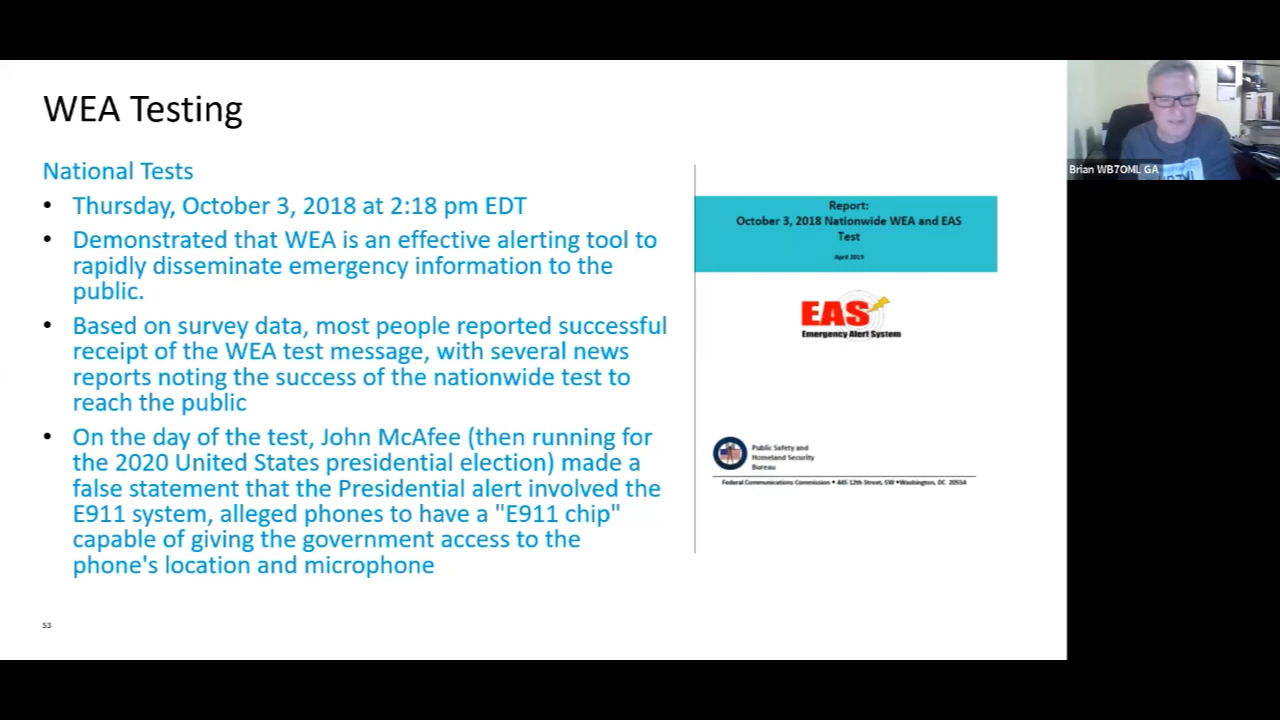 WEA Testing
National Tests
• Thursday, October 3, 2018 at 2:18 pm EDT
• Demonstrated that WEA is an effective alerting tool to
rapidly disseminate emergency information to the
public.
• Based on survey data, most people reported successful
receipt of the WEA test message, with several news
reports noting the success of the nationwide test to
reach the public
• On the day of the test, John McAfee (then running for
the 2020 United States presidential election) made a
false statement that the Presidential alert involved the
E911 system, alleged phones to have a "E911 chip"
capable of giving the government access to the
phone's location and microphone
53
Report:
October 3, 2018 Nationwide WEA and EAS
Test
April 2019
EAS
Emergency Alert System
Public Safety and
Homeland Security
Bureau
Federal Communications Commission • 445 12th Street, SW • Washington, DC 20554
Brian WB7OML GA